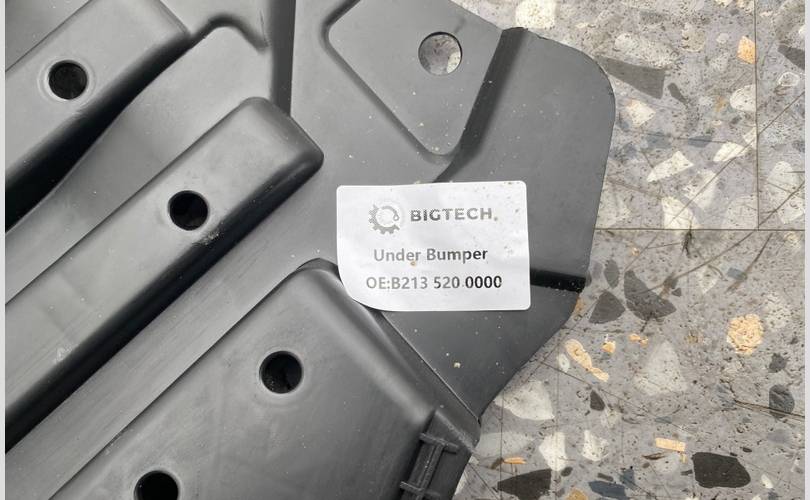 BIGTECH
Under Bumper
OE:B213 520 0000